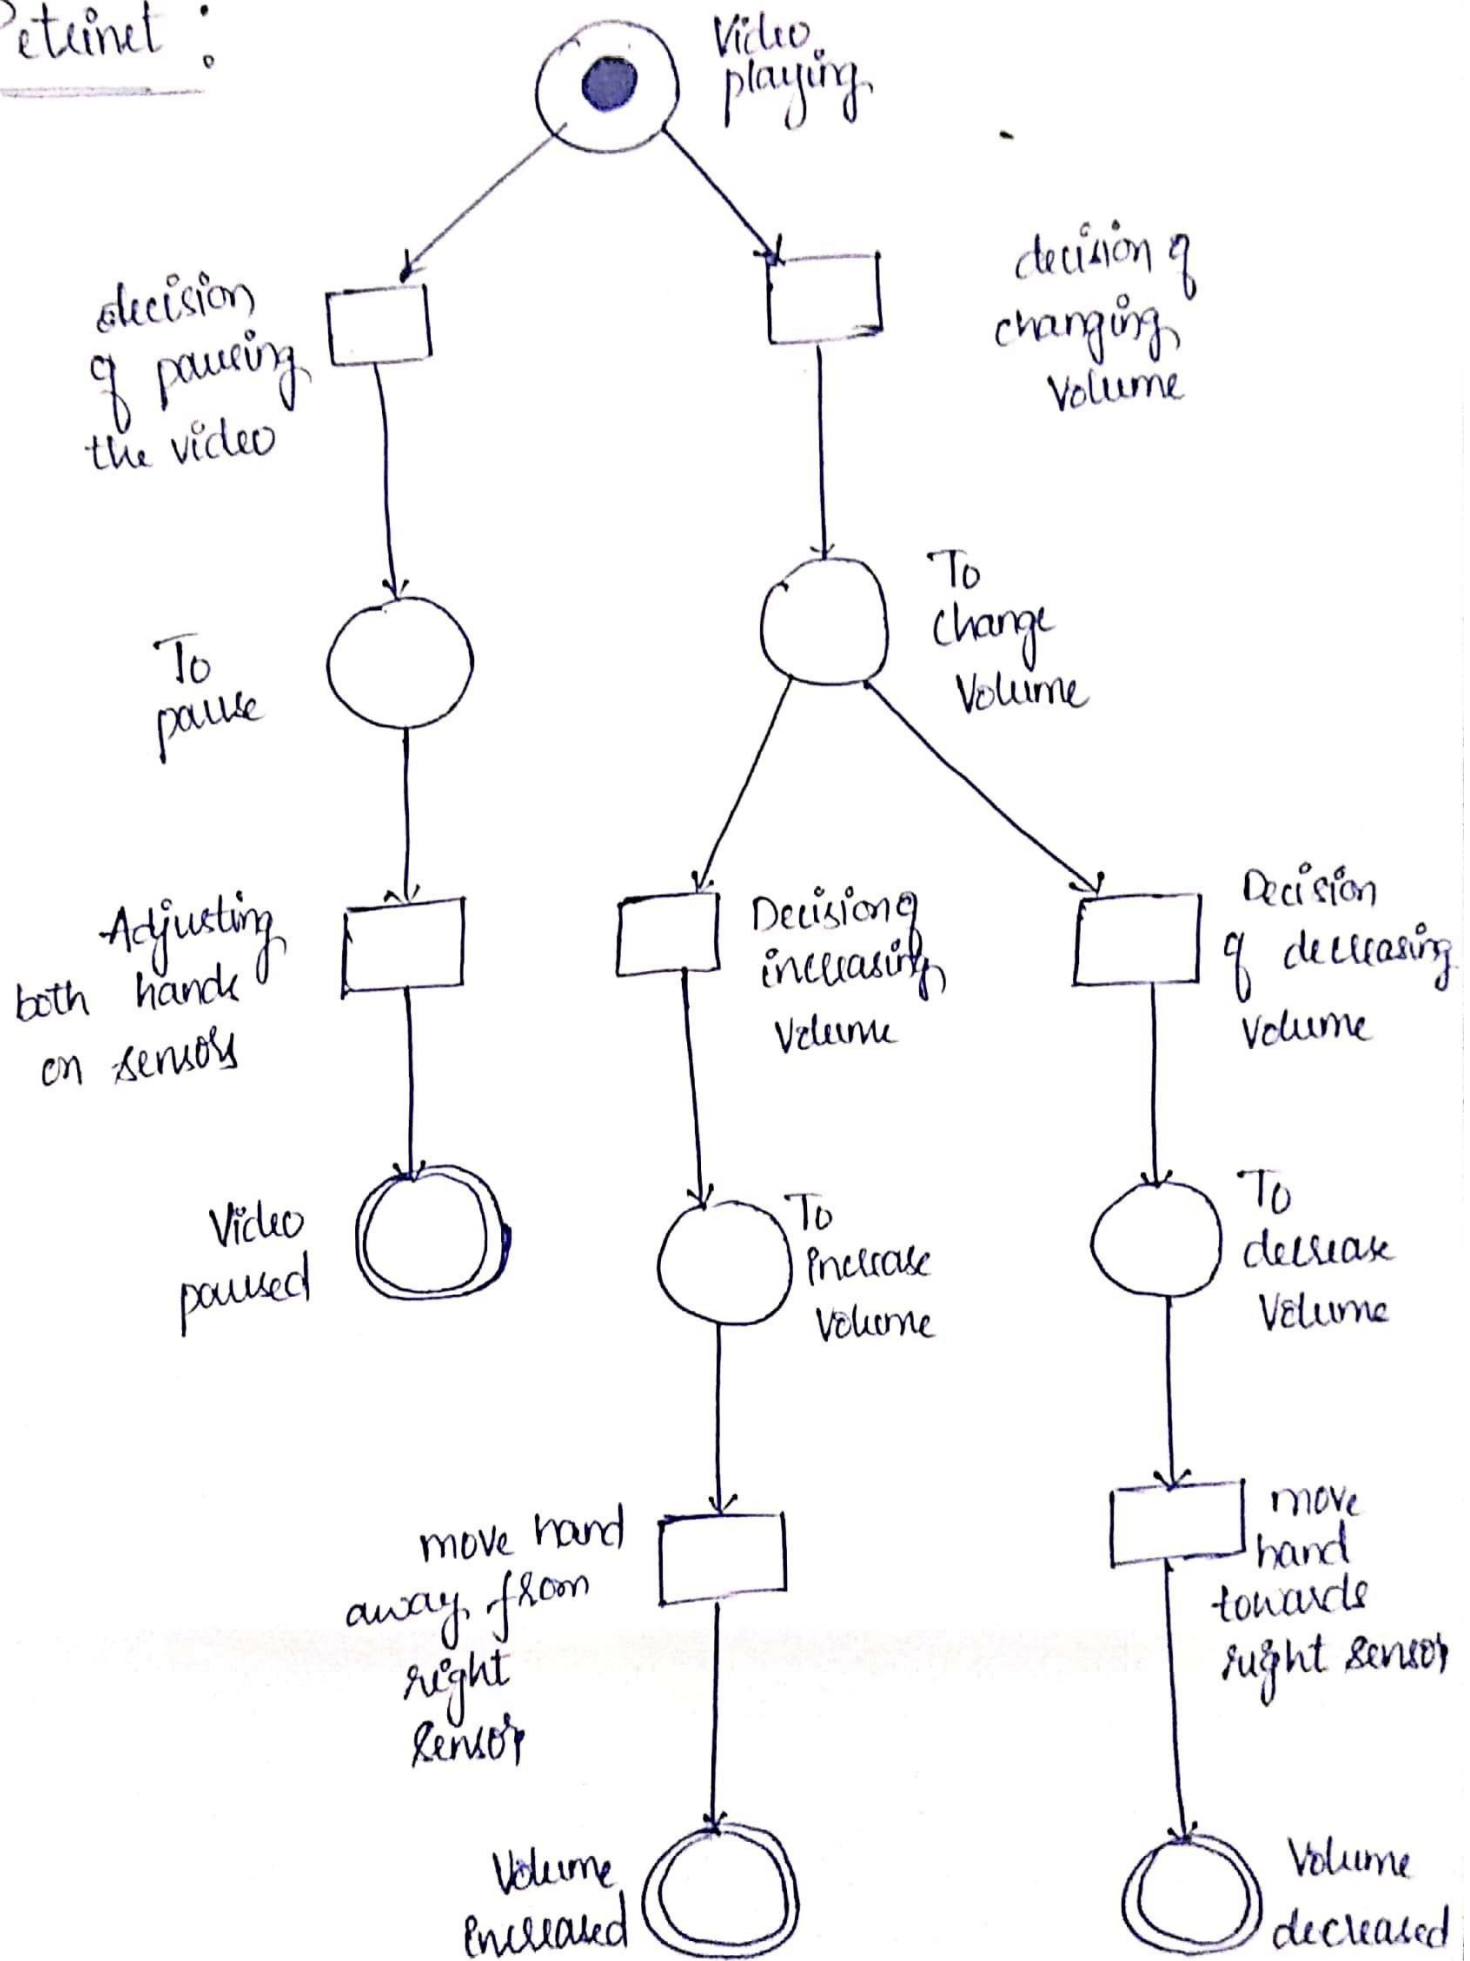 Petrinet :
Video
playing
decision
of pausing
the video
decision of
changing
Volume
To
pause
To
change
Volume
Adjusting
both hands
on sensors
Decision of
increasing
Volume
Decision
of decreasing
Volume
Video
paused
To
increase
Volume
To
decrease
Volume
move hand
away from
right
sensor
move
hand
towards
right sensor
Volume
increased
Volume
decreased